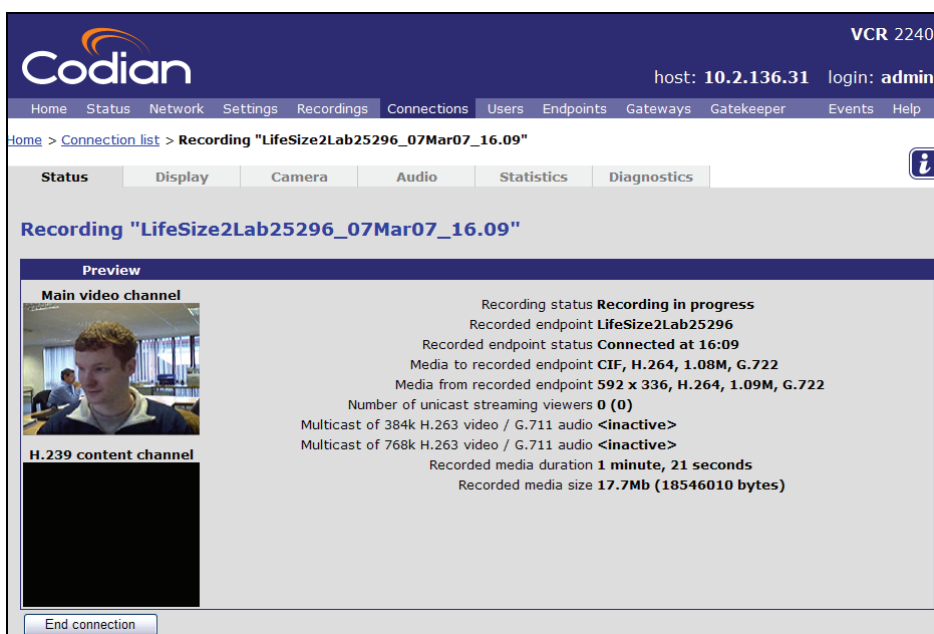 VCR 2240
Codian
host: 10.2.136.31 login: admin
Home Status Network Settings Recordings Connections Users Endpoints Gateways Gatekeeper Events Help
Home > Connection list > Recording "LifeSize2Lab25296_07Mar07_16.09"
i
Status Display Camera Audio Statistics Diagnostics
Recording "LifeSize2Lab25296_07Mar07_16.09"
Preview
Main video channel
Recording status Recording in progress
Recorded endpoint LifeSize2Lab25296
Recorded endpoint status Connected at 16:09
Media to recorded endpoint CIF, H.264, 1.08M, G.722
Media from recorded endpoint 592 x 336, H.264, 1.09M, G.722
Number of unicast streaming viewers 0 (0)
Multicast of 384k H.263 video / G.711 audio <inactive>
Multicast of 768k H.263 video / G.711 audio <inactive>
Recorded media duration 1 minute, 21 seconds
Recorded media size 17.7Mb (18546010 bytes)
H.239 content channel
End connection